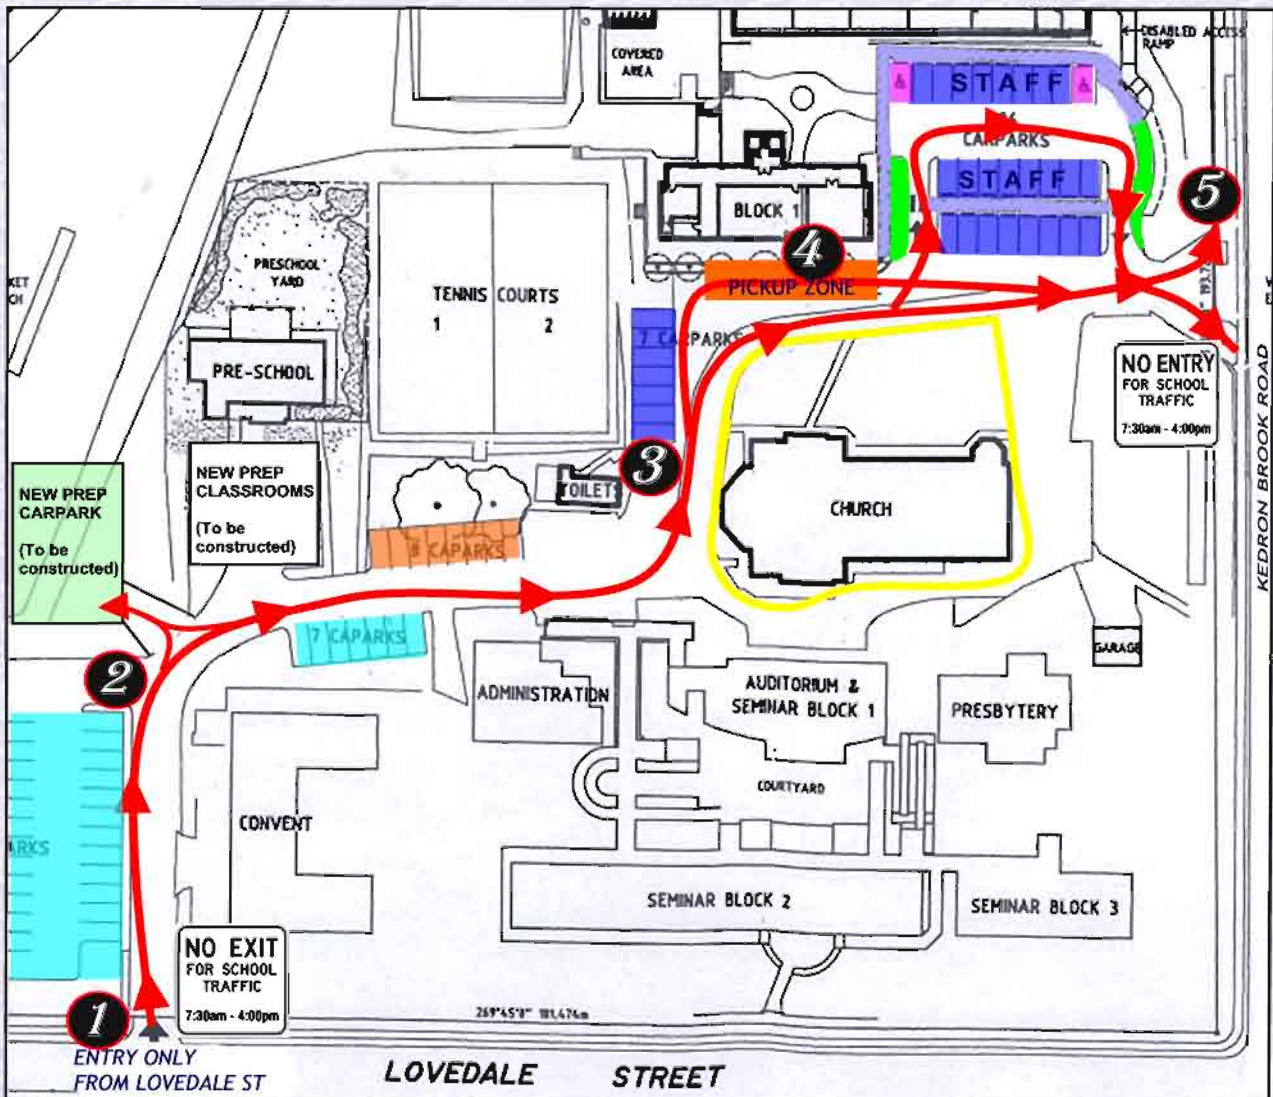 DISABLED ACCESS
RAMP
COVERED
AREA
STAFF
CARPARKS
STAFF
5
BLOCK 1
4
PICKUP ZONE
PRESCHOOL
YARD
TENNIS COURTS
1 2
7 CARPARKS
PRE-SCHOOL
NO ENTRY
FOR SCHOOL
TRAFFIC
7:30am - 4:00pm
KEDRON BROOK ROAD
3
NEW PREP
CARPARK
(To be
constructed)
NEW PREP
CLASSROOMS
(To be
constructed)
TOILETS
CHURCH
8 CAPARKS
7 CAPARKS
2
GARAGE
ADMINISTRATION
AUDITORIUM &
SEMINAR BLOCK 1
PRESBYTERY
COURTYARD
CONVENT
ARKS
SEMINAR BLOCK 2
SEMINAR BLOCK 3
NO EXIT
FOR SCHOOL
TRAFFIC
7:30am - 4:00pm
1
ENTRY ONLY
FROM LOVEDALE ST
LOVEDALE STREET